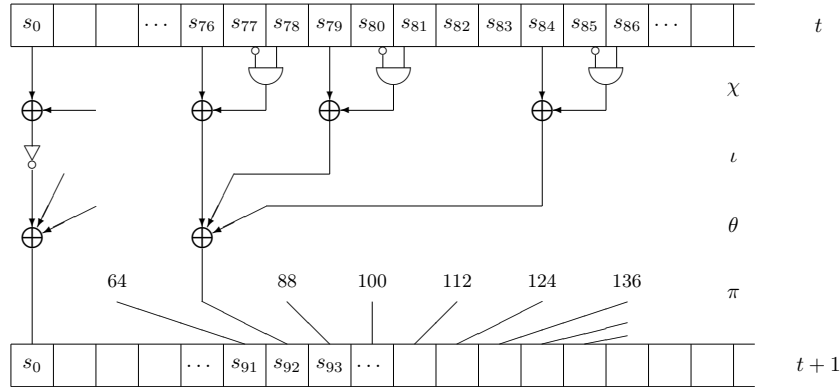 s0 ⋯ s76 s77 s78 s79 s80 s81 s82 s83 s84 s85 s86 ⋯ t
χ
ι
θ
64 88 100 112 124 136 π
s0 ⋯ s91 s92 s93 ⋯ t + 1